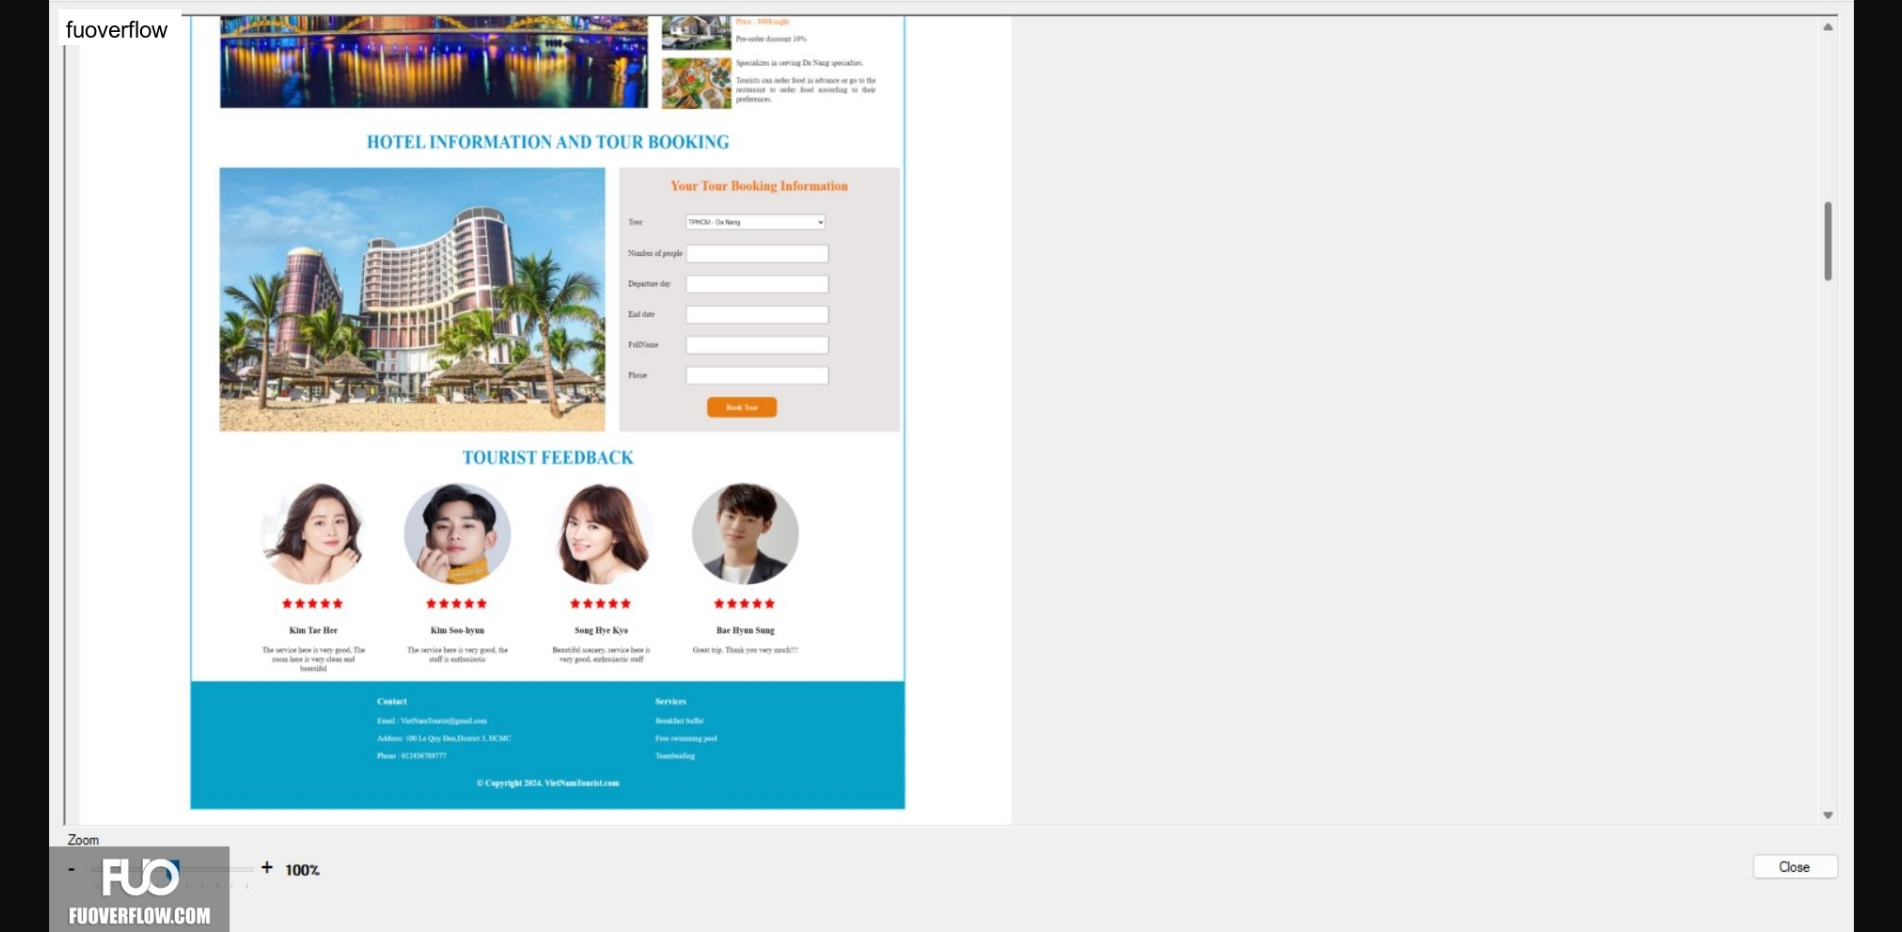 fuoverflow
Price : 300$/night
Pre-order discount 10%
Specializes in serving Da Nang specialties.
Tourists can order food in advance or go to the
restaurant to order food according to their
preferences.
HOTEL INFORMATION AND TOUR BOOKING
Your Tour Booking Information
Tour
TPHCM - Da Nang
Number of people
Departure day
End date
FullName
Phone
Book Tour
TOURIST FEEDBACK
Kim Tae Hee
The service here is very good, The
room here is very clean and
beautiful
Kim Soo-hyun
The service here is very good, the
staff is enthusiastic
Song Hye Kyo
Beautiful scenery, service here is
very good, enthusiastic staff
Bae Hyun Sung
Great trip, Thank you very much!!!
Contact
Email : VietNamTourist@gmail.com
Address: 100 Le Quy Don,District 3, HCMC
Phone : 012456789777
Services
Breakfast buffet
Free swimming pool
Teambuiding
© Copyright 2024. VietNamTourist.com
Zoom
- + 100%
Close
FUO
FUOVERFLOW.COM